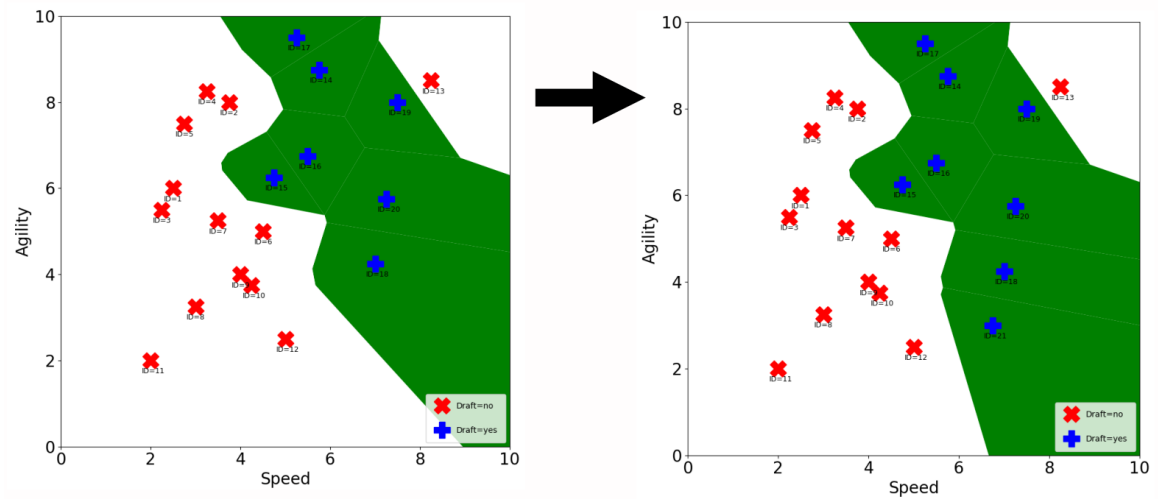 10
8
6
4
2
0
Agility
ID=17
ID=14
ID=13
ID=4
ID=2
ID=19
ID=5
ID=16
ID=15
ID=1
ID=3
ID=20
ID=7
ID=6
ID=18
ID=10
ID=8
ID=12
ID=11
Draft=no
Draft=yes
0 2 4 6 8 10
Speed
10
8
6
4
2
0
Agility
ID=17
ID=14
ID=13
ID=4
ID=2
ID=19
ID=5
ID=16
ID=15
ID=1
ID=3
ID=20
ID=7
ID=6
ID=18
ID=10
ID=8
ID=21
ID=12
ID=11
Draft=no
Draft=yes
0 2 4 6 8 10
Speed